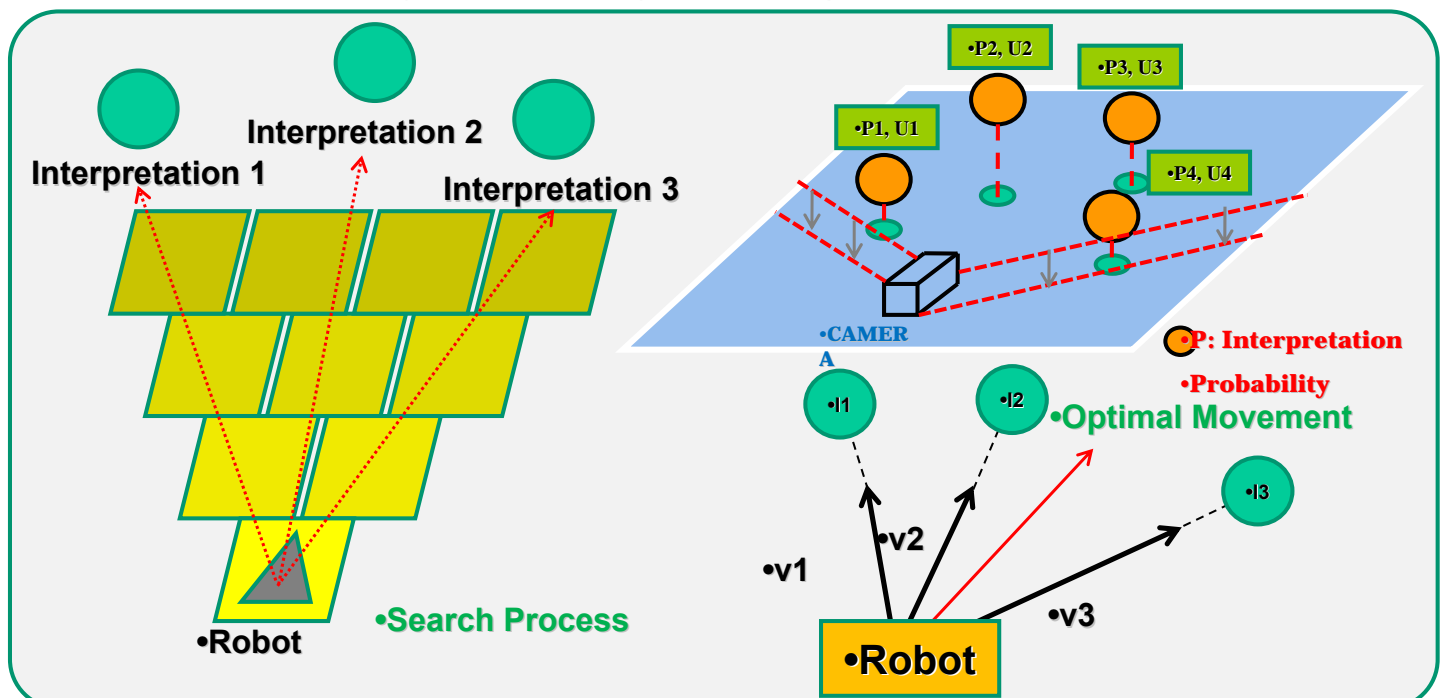 Interpretation 1
Interpretation 2
Interpretation 3
•Robot
•Search Process
•P1, U1
•P2, U2
•P3, U3
•P4, U4
•CAMER
A
•P: Interpretation
•Probability
•Optimal Movement
•I1
•I2
•I3
•v1
•v2
•v3
•Robot